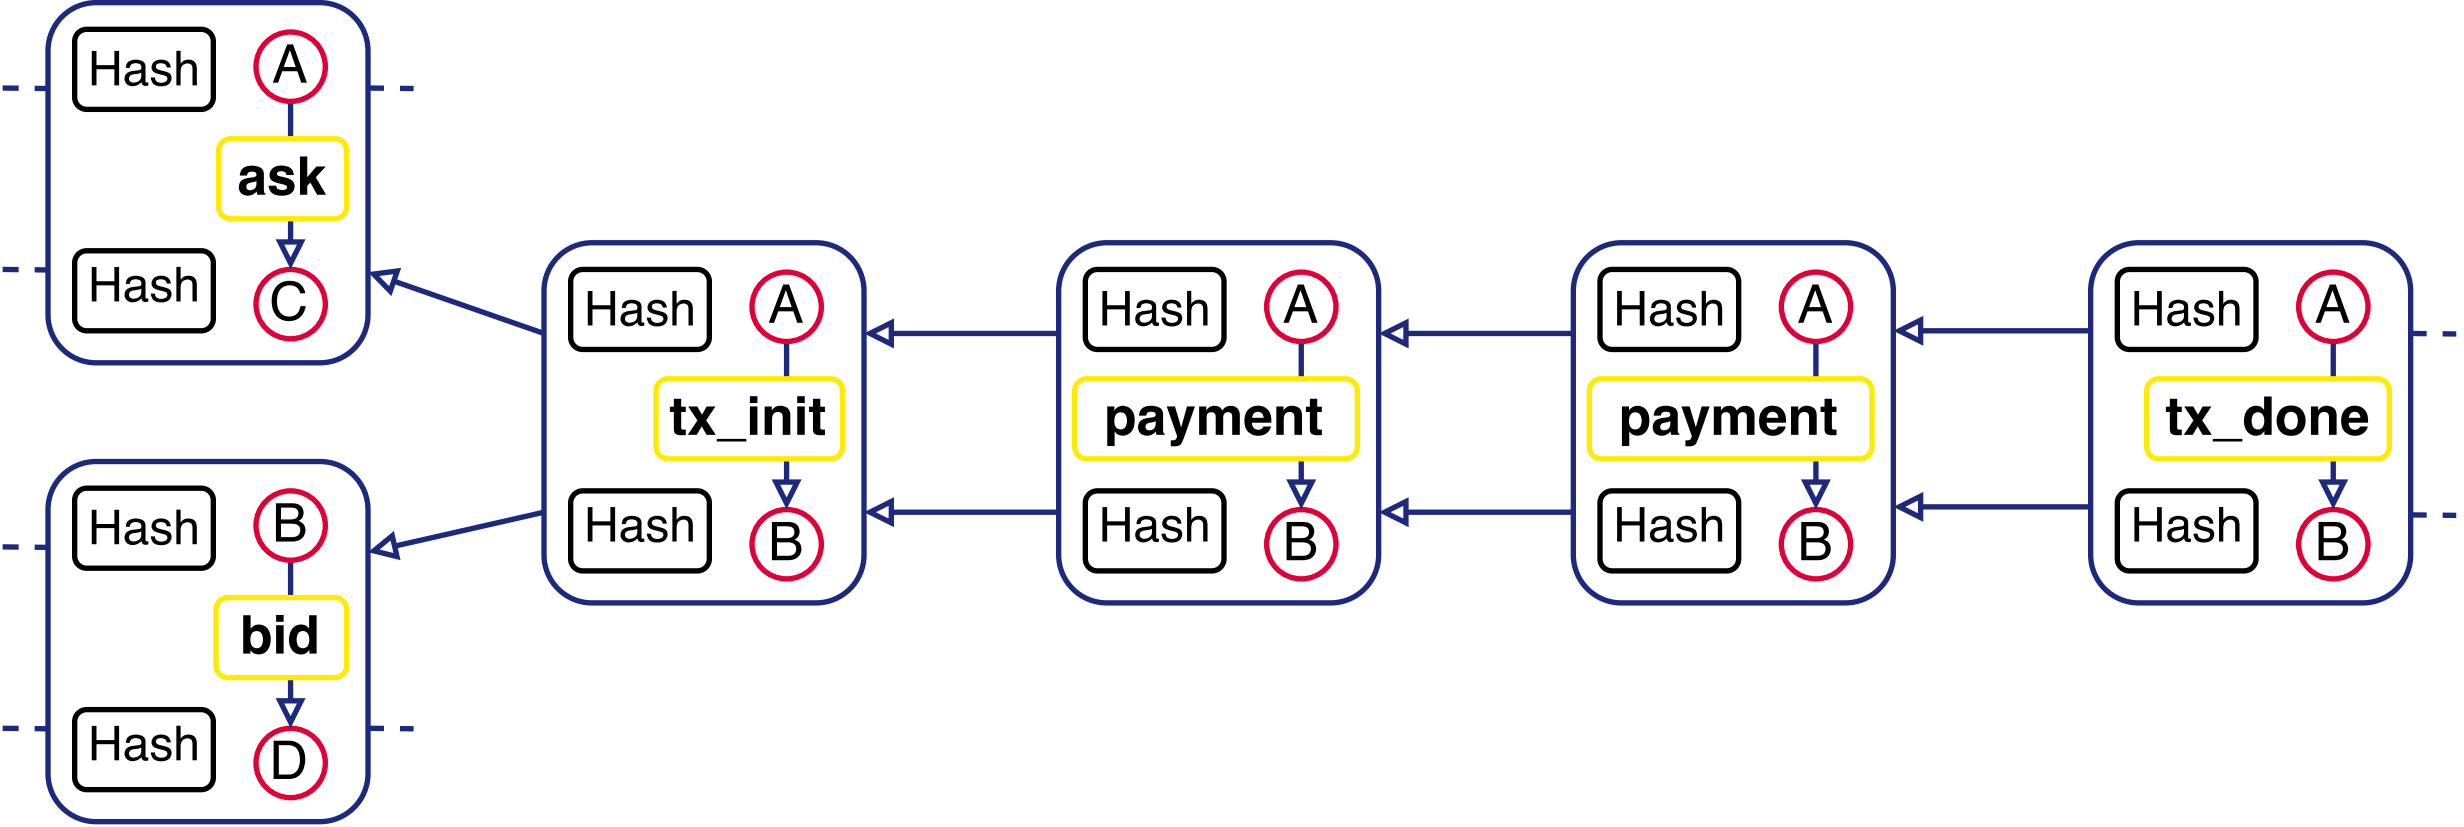 Hash A
ask
Hash C
Hash B
bid
Hash D
Hash A
tx_init
Hash B
Hash A
payment
Hash B
Hash A
payment
Hash B
Hash A
tx_done
Hash B